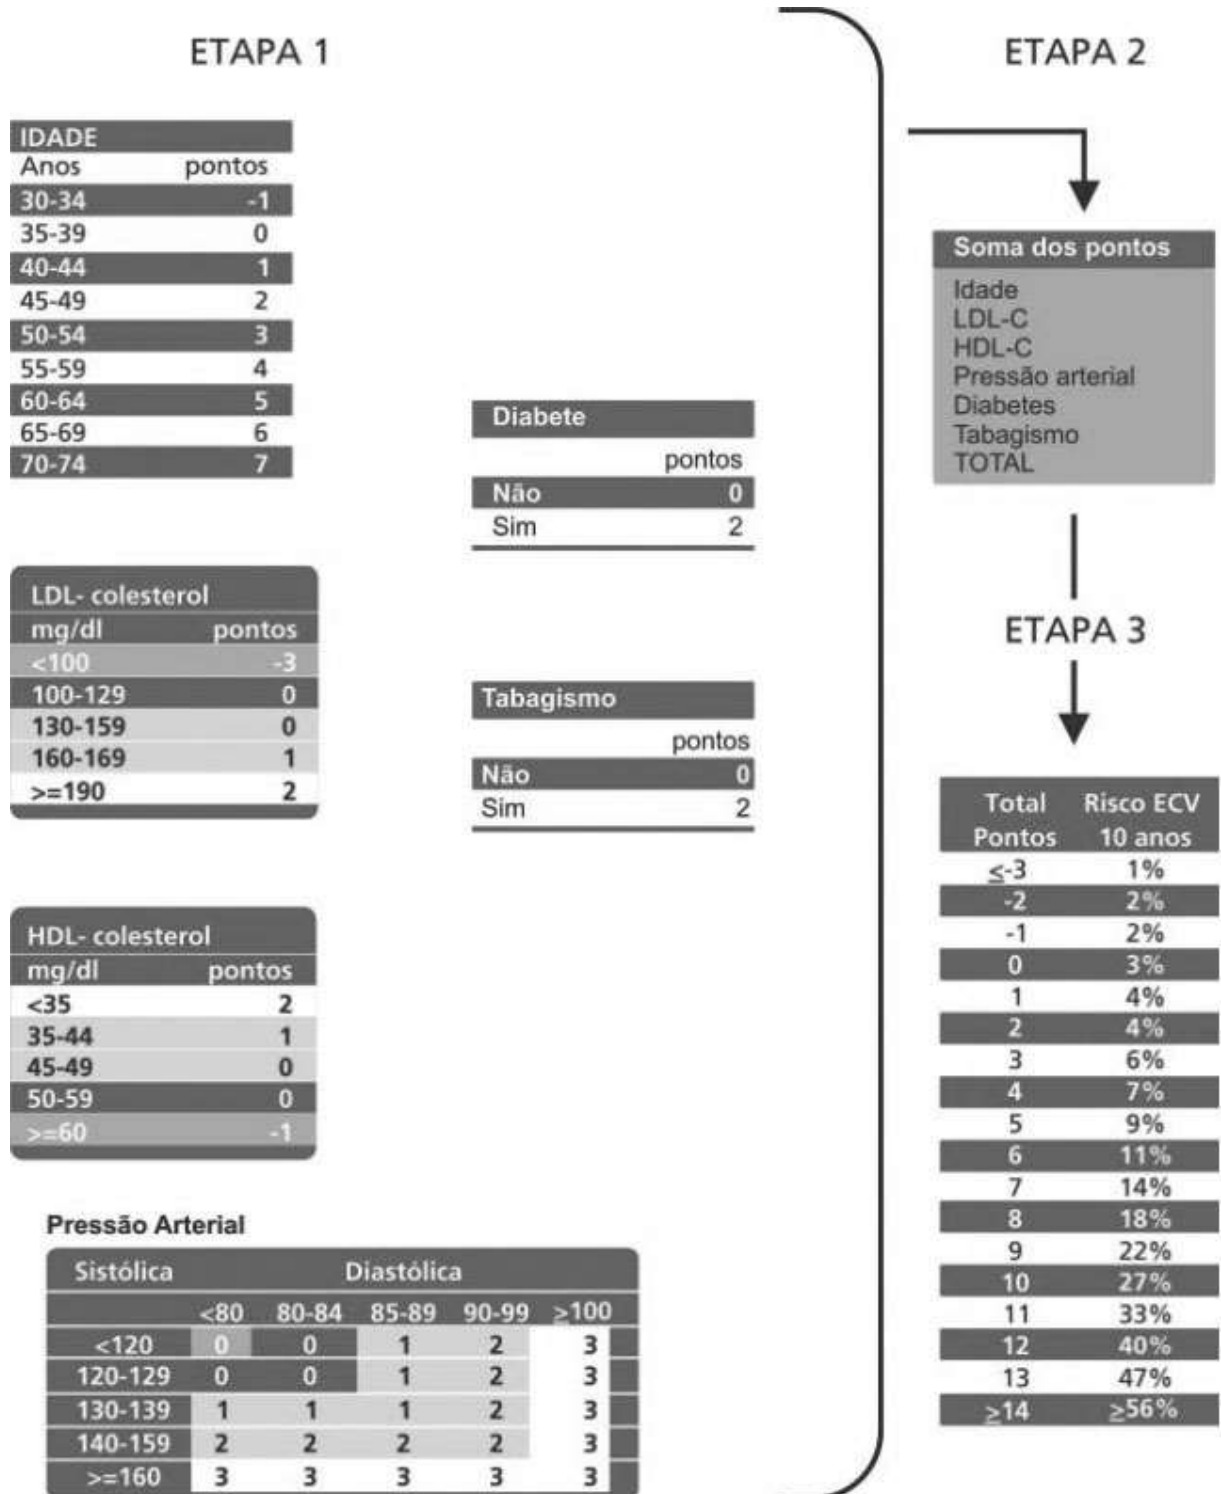 ETAPA 1
IDADE
Anos pontos
30-34 -1
35-39 0
40-44 1
45-49 2
50-54 3
55-59 4
60-64 5
65-69 6
70-74 7
LDL- colesterol
mg/dl pontos
<100 -3
100-129 0
130-159 0
160-169 1
>=190 2
HDL- colesterol
mg/dl pontos
<35 2
35-44 1
45-49 0
50-59 0
>=60 -1
Pressão Arterial
Sistólica Diastólica
<80 80-84 85-89 90-99 ≥100
<120 0 0 1 2 3
120-129 0 0 1 2 3
130-139 1 1 1 2 3
140-159 2 2 2 2 3
>=160 3 3 3 3 3
Diabete
pontos
Não 0
Sim 2
Tabagismo
pontos
Não 0
Sim 2
ETAPA 2
Soma dos pontos
Idade
LDL-C
HDL-C
Pressão arterial
Diabetes
Tabagismo
TOTAL
ETAPA 3
Total Risco ECV
Pontos 10 anos
≤-3 1%
-2 2%
-1 2%
0 3%
1 4%
2 4%
3 6%
4 7%
5 9%
6 11%
7 14%
8 18%
9 22%
10 27%
11 33%
12 40%
13 47%
≥14 ≥56%